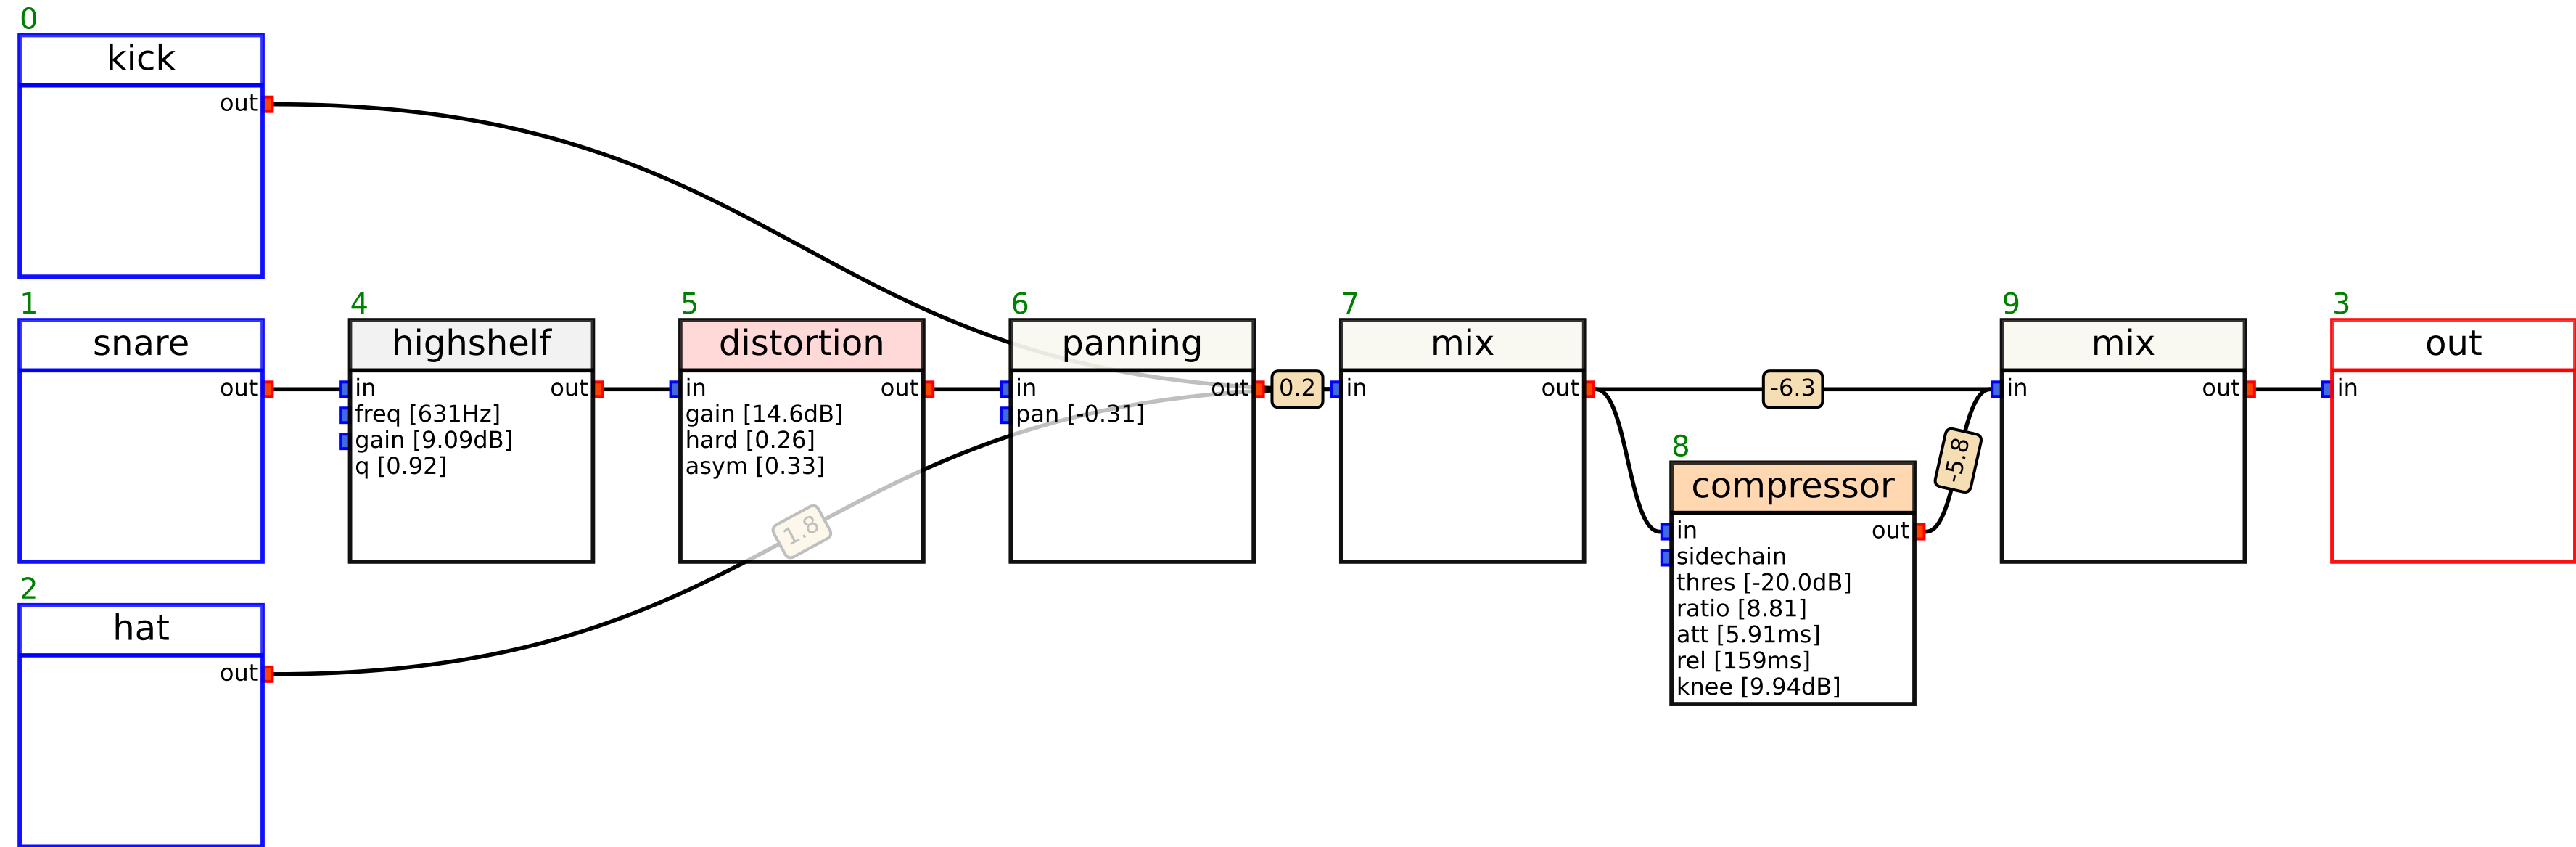 0
kick
out
1
snare
out
2
hat
out
4
highshelf
in
out
freq [631Hz]
gain [9.09dB]
q [0.92]
5
distortion
in
out
gain [14.6dB]
hard [0.26]
asym [0.33]
1.8
6
panning
in
out
pan [-0.31]
0.2
7
mix
in
out
-6.3
8
compressor
in
out
sidechain
thres [-20.0dB]
ratio [8.81]
att [5.91ms]
rel [159ms]
knee [9.94dB]
-5.8
9
mix
in
out
3
out
in